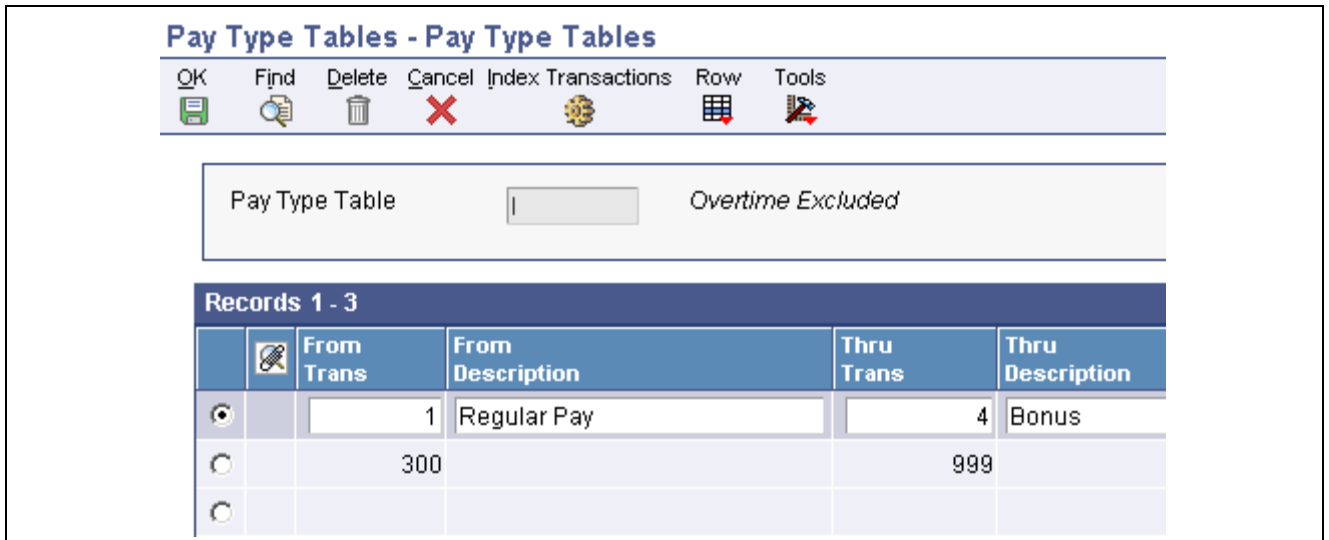 Pay Type Tables - Pay Type Tables
OK Find Delete Cancel Index Transactions Row Tools
Pay Type Table Overtime Excluded
Records 1 - 3
From Trans From Description Thru Trans Thru Description
1 Regular Pay 4 Bonus
300 999